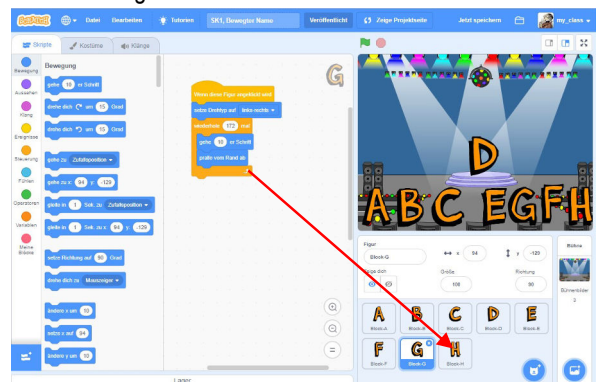 SCRATCH Datei Bearbeiten Tutorien SK1, Bewegter Name Veröffentlicht Zeige Projektseite Jetzt speichern my_class
Skripte Kostüme Klänge
Bewegung
Aussehen
Klang
Ereignisse
Steuerung
Fühlen
Operatoren
Variablen
Meine Blöcke
Bewegung
gehe 10 er Schritt
drehe dich um 15 Grad
drehe dich um 15 Grad
gehe zu Zufallsposition
gehe zu x: 94 y: -129
gleite in 1 Sek. zu Zufallsposition
gleite in 1 Sek. zu x: 94 y: -129
setze Richtung auf 90 Grad
drehe dich zu Mauszeiger
ändere x um 10
setze x auf 94
ändere y um 10
Wenn diese Figur angeklickt wird
setze Drehtyp auf links-rechts
wiederhole 172 mal
gehe 10 er Schritt
pralle vom Rand ab
G
D
A B C E G F H
Figur
Block-G
x 94 y -129
Zeige dich Größe Richtung
100 90
Bühne
Bühnenbilder
3
A B C D E
Block-A Block-B Block-C Block-D Block-E
F G H
Block-F Block-G Block-H
Lager